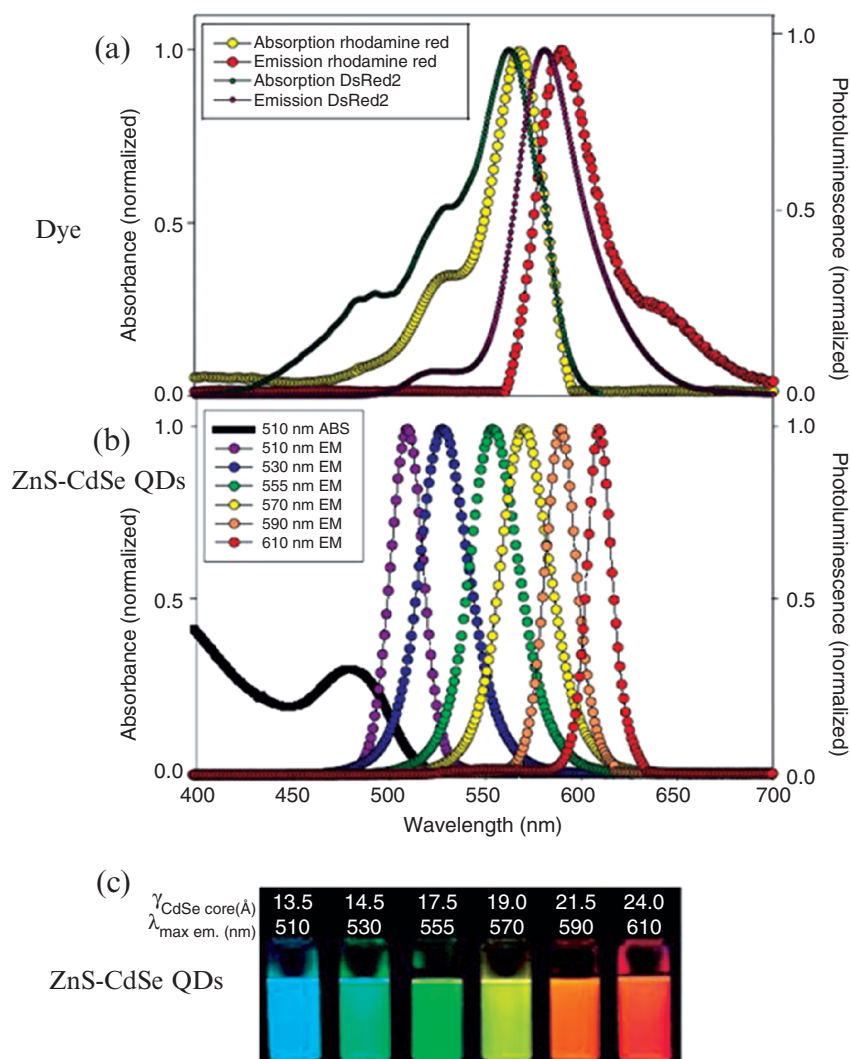 (a)
Absorption rhodamine red
Emission rhodamine red
Absorption DsRed2
Emission DsRed2
Dye
Absorbance (normalized)
1.0
0.5
0.0
Photoluminescence (normalized)
1.0
0.5
0.0
(b)
510 nm ABS
510 nm EM
530 nm EM
555 nm EM
570 nm EM
590 nm EM
610 nm EM
ZnS-CdSe QDs
Absorbance (normalized)
1.0
0.5
0.0
Photoluminescence (normalized)
1.0
0.5
0.0
400 450 500 550 600 650 700
Wavelength (nm)
(c)
γCdSe core(Å) 13.5 14.5 17.5 19.0 21.5 24.0
λmax em. (nm) 510 530 555 570 590 610
ZnS-CdSe QDs